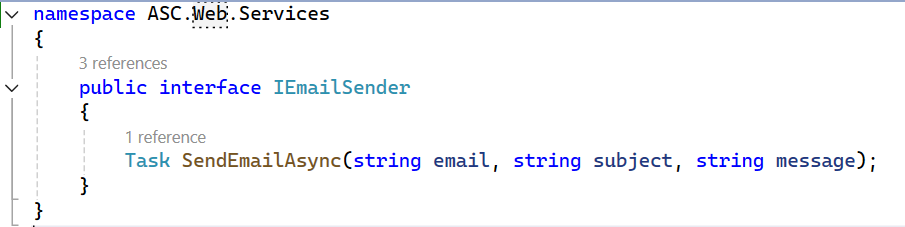 namespace ASC.Web.Services
{
3 references
public interface IEmailSender
{
1 reference
Task SendEmailAsync(string email, string subject, string message);
}
}